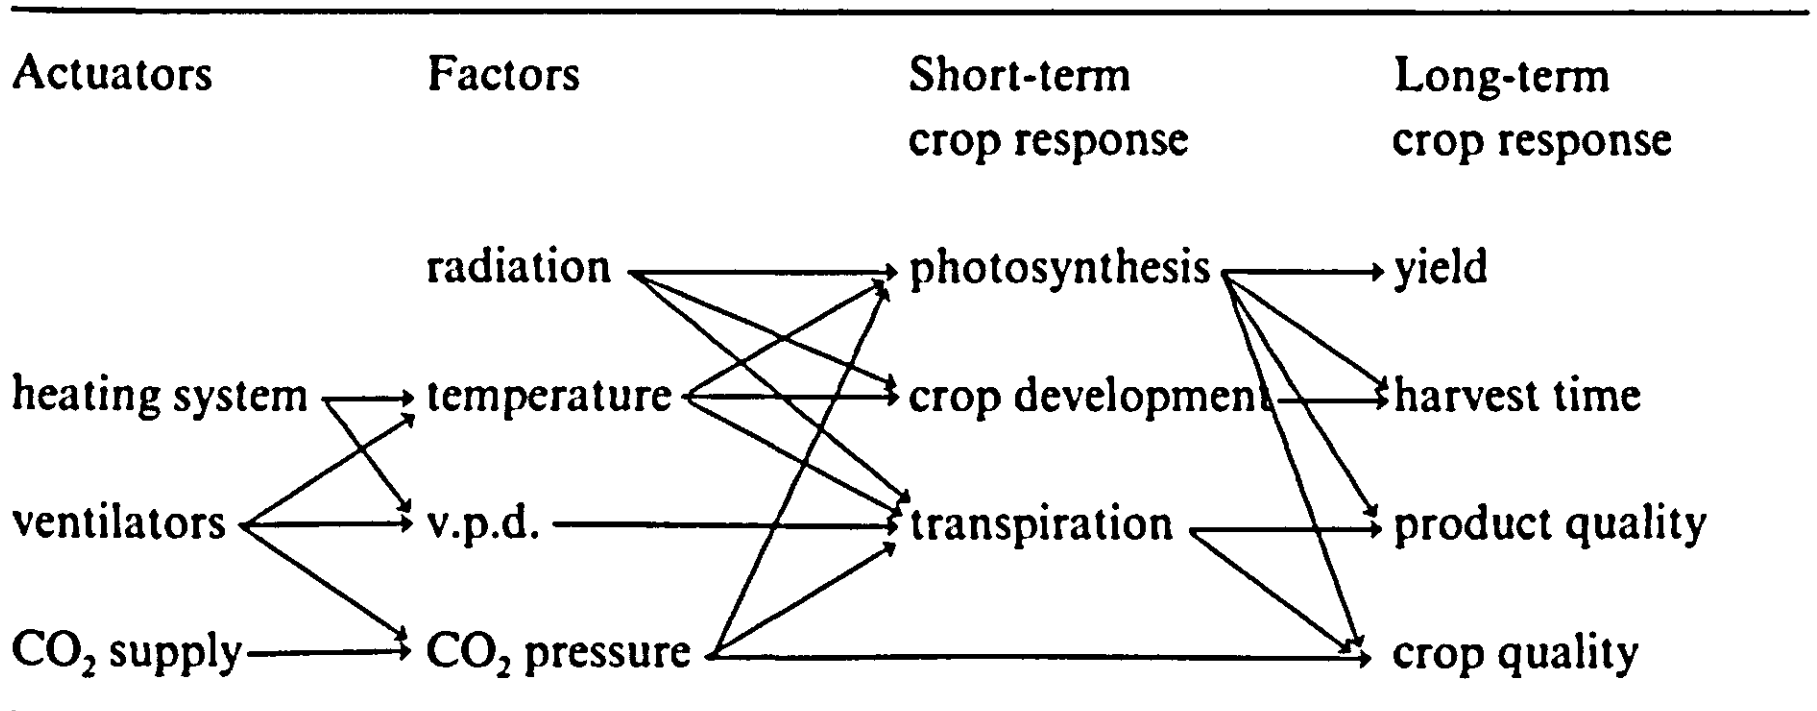 Actuators Factors Short-term Long-term
crop response crop response
radiation photosynthesis yield
heating system temperature crop development harvest time
ventilators v.p.d. transpiration product quality
CO₂ supply CO₂ pressure crop quality